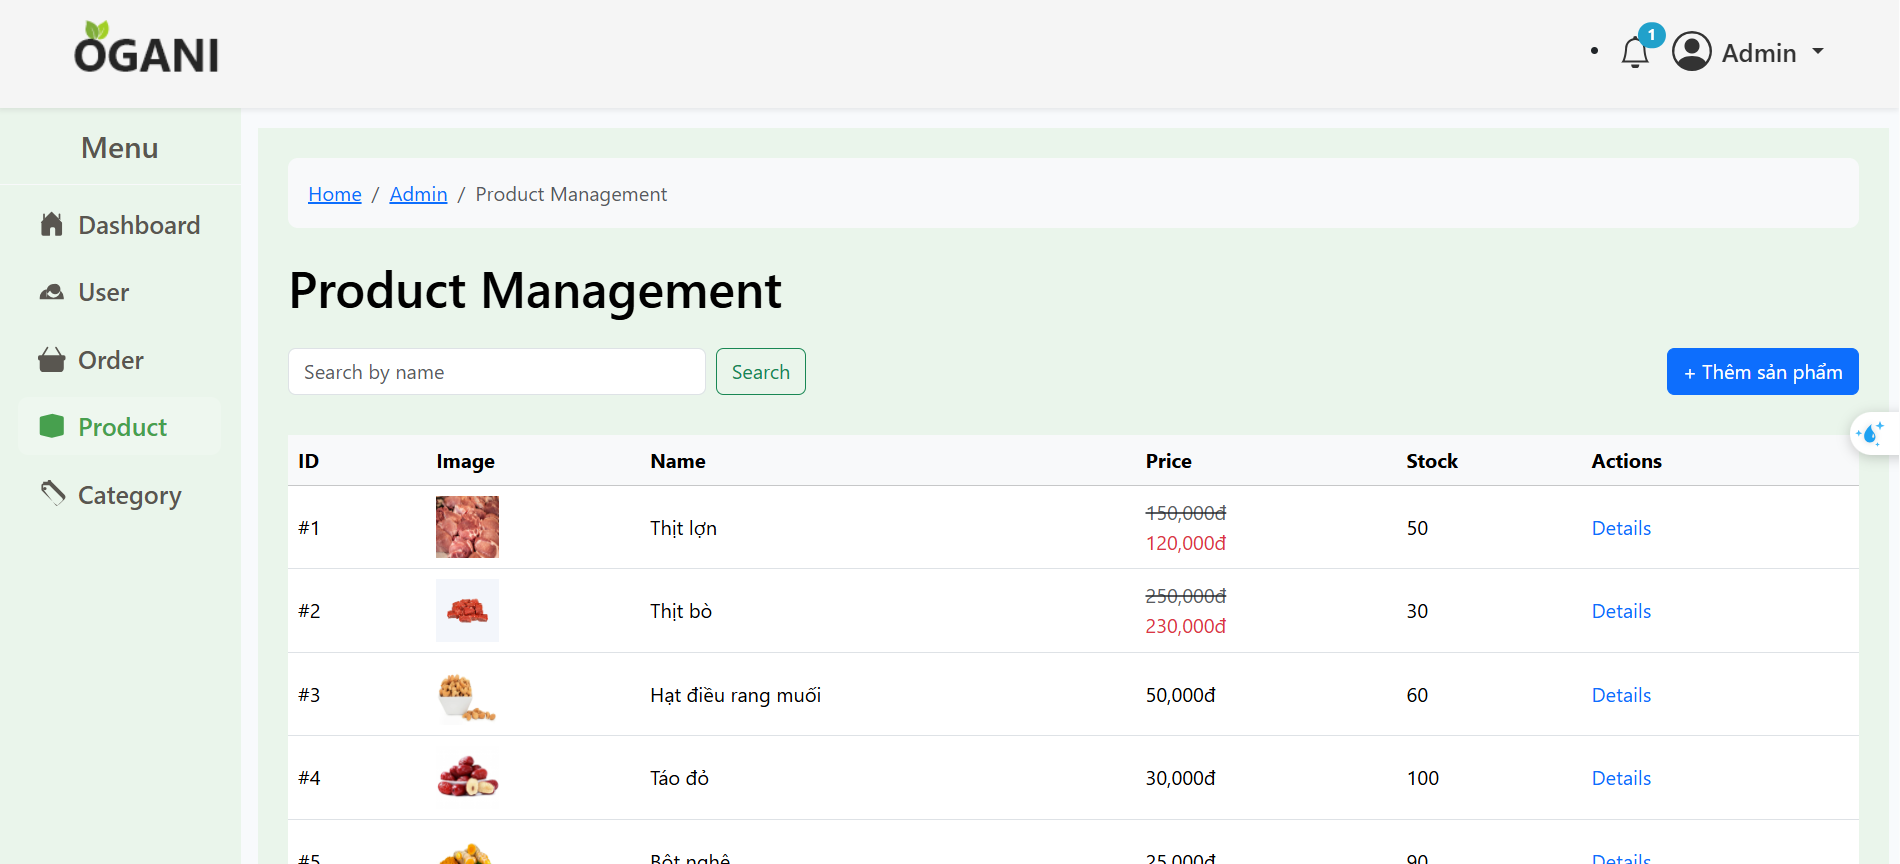 OGANI
1
Admin
Menu
Dashboard
User
Order
Product
Category
Home / Admin / Product Management
Product Management
Search by name
Search
+ Thêm sản phẩm
ID Image Name Price Stock Actions
#1 Thịt lợn 150,000đ 120,000đ 50 Details
#2 Thịt bò 250,000đ 230,000đ 30 Details
#3 Hạt điều rang muối 50,000đ 60 Details
#4 Táo đỏ 30,000đ 100 Details
#5 Bột nghệ 25,000đ 90 Details